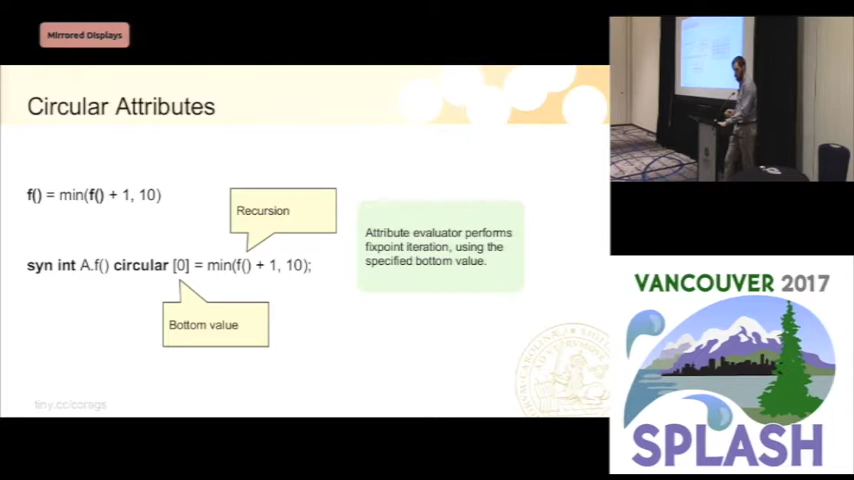 Mirrored Displays
Circular Attributes
f() = min(f() + 1, 10)
Recursion
syn int A.f() circular [0] = min(f() + 1, 10);
Bottom value
Attribute evaluator performs
fixpoint iteration, using the
specified bottom value.
tiny.cc/corags
VANCOUVER 2017
SPLASH